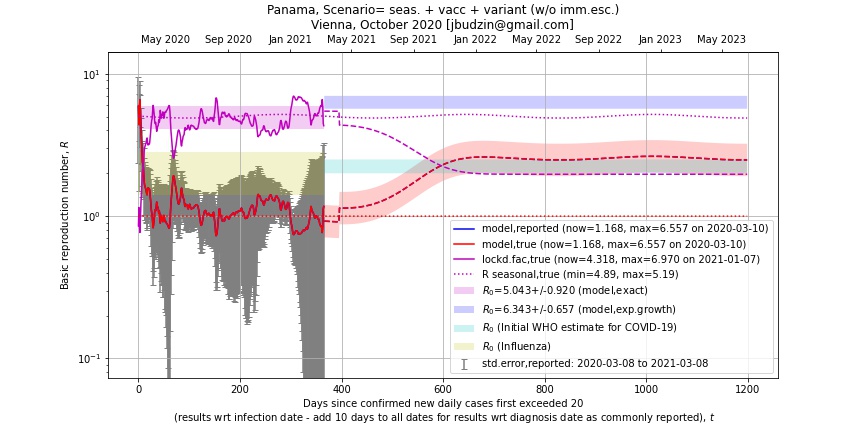 Panama, Scenario= seas. + vacc + variant (w/o imm.esc.)
Vienna, October 2020 [jbudzin@gmail.com]
May 2020 Sep 2020 Jan 2021 May 2021 Sep 2021 Jan 2022 May 2022 Sep 2022 Jan 2023 May 2023
Basic reproduction number, R
10¹
10⁰
10⁻¹
model,reported (now=1.168, max=6.557 on 2020-03-10)
model,true (now=1.168, max=6.557 on 2020-03-10)
lockd.fac,true (now=4.318, max=6.970 on 2021-01-07)
R seasonal,true (min=4.89, max=5.19)
R₀=5.043+/-0.920 (model,exact)
R₀=6.343+/-0.657 (model,exp.growth)
R₀ (Initial WHO estimate for COVID-19)
R₀ (Influenza)
std.error,reported: 2020-03-08 to 2021-03-08
0 200 400 600 800 1000 1200
Days since confirmed new daily cases first exceeded 20
(results wrt infection date - add 10 days to all dates for results wrt diagnosis date as commonly reported), t